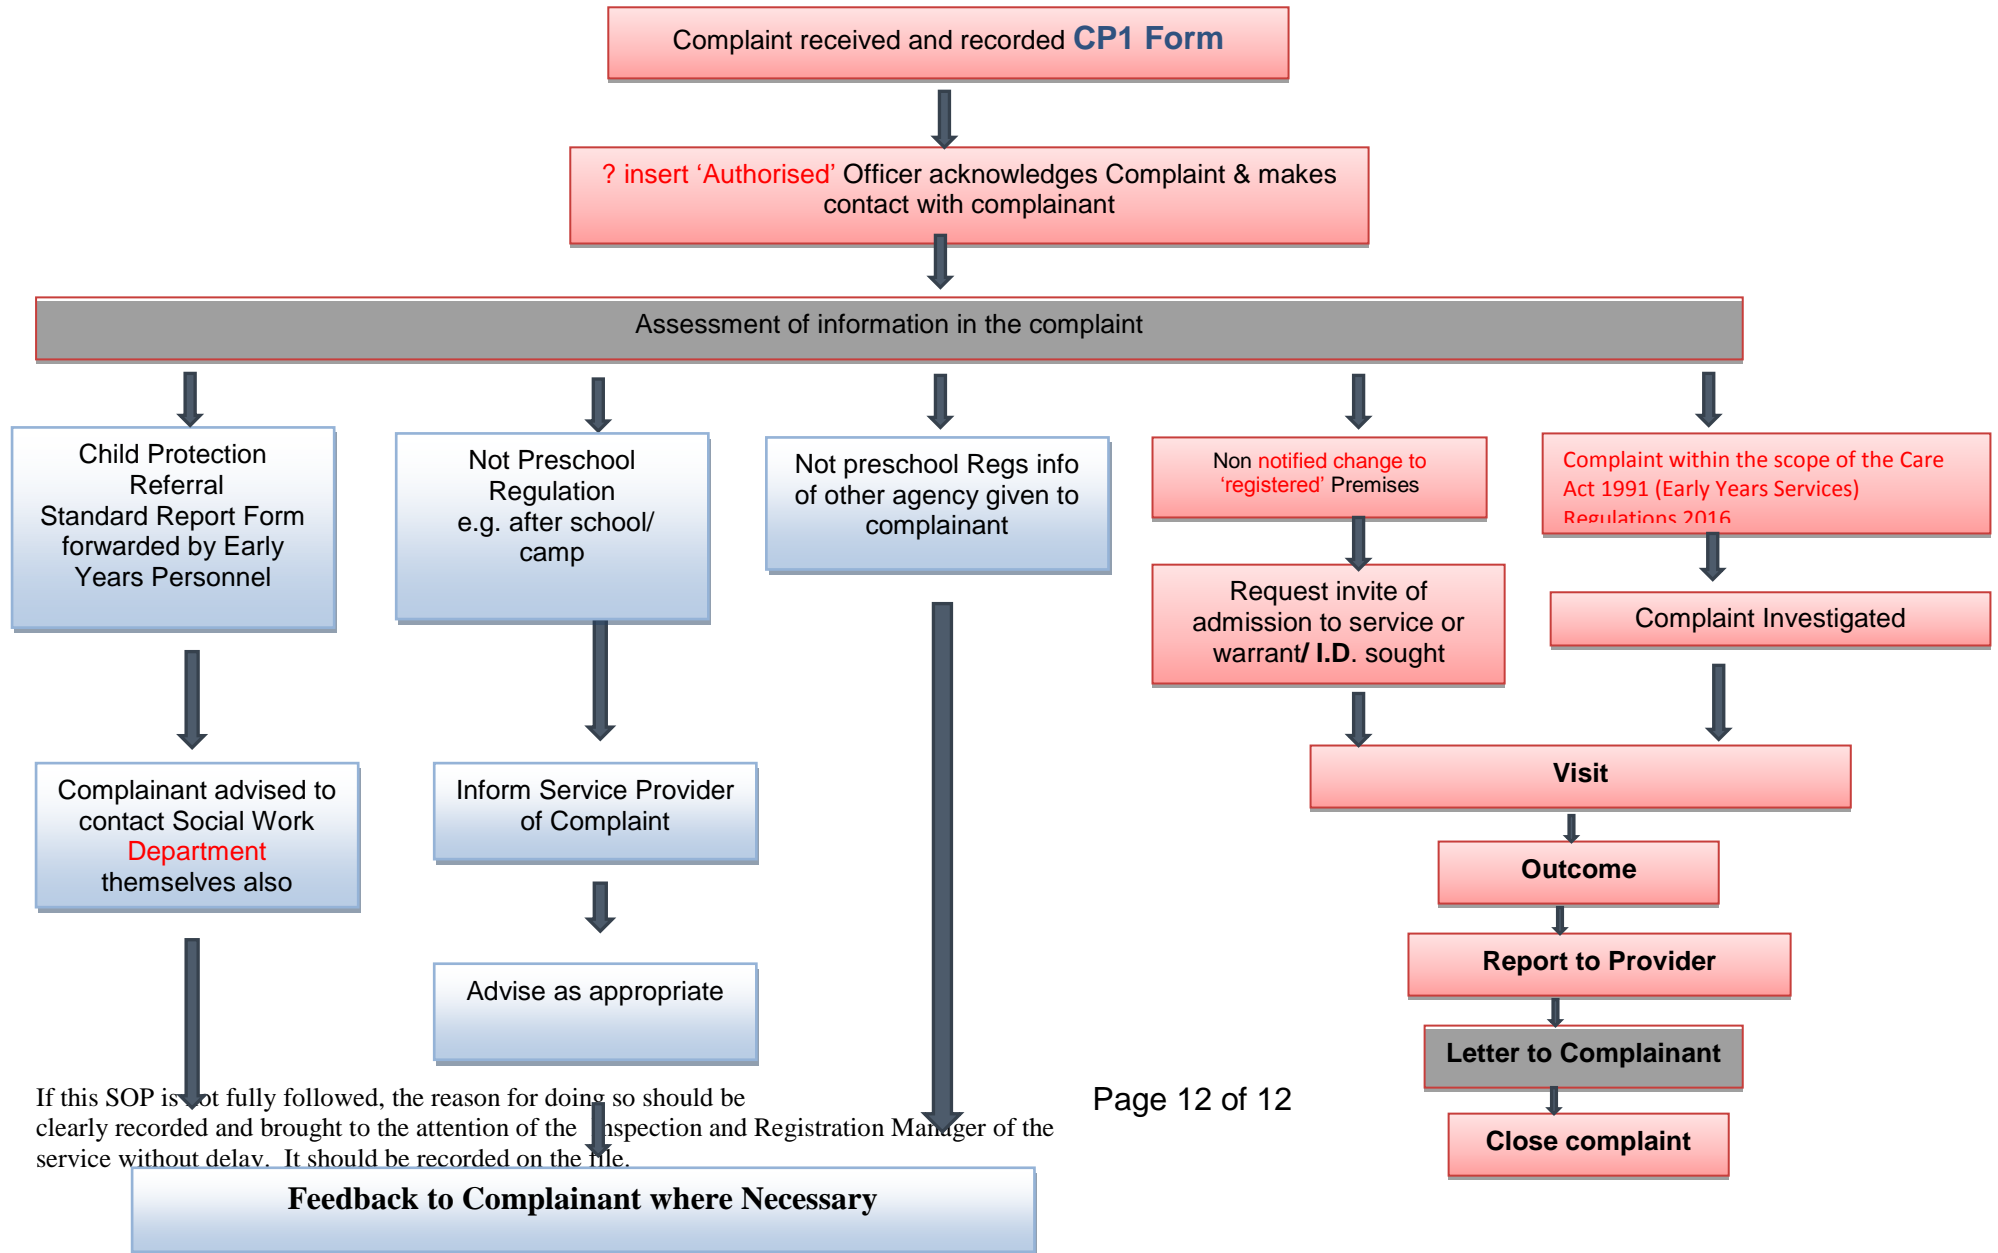 Complaint received and recorded CP1 Form
? insert ‘Authorised’ Officer acknowledges Complaint & makes
contact with complainant
Assessment of information in the complaint
Child Protection
Referral
Standard Report Form
forwarded by Early
Years Personnel
Not Preschool
Regulation
e.g. after school/
camp
Not preschool Regs info
of other agency given to
complainant
Non notified change to
‘registered’ Premises
Complaint within the scope of the Care
Act 1991 (Early Years Services)
Regulations 2016
Request invite of
admission to service or
warrant/ I.D. sought
Complaint Investigated
Complainant advised to
contact Social Work
Department
themselves also
Inform Service Provider
of Complaint
Visit
Outcome
Advise as appropriate
Report to Provider
Letter to Complainant
Close complaint
If this SOP is not fully followed, the reason for doing so should be
clearly recorded and brought to the attention of the Inspection and Registration Manager of the
service without delay. It should be recorded on the file.
Page 12 of 12
Feedback to Complainant where Necessary